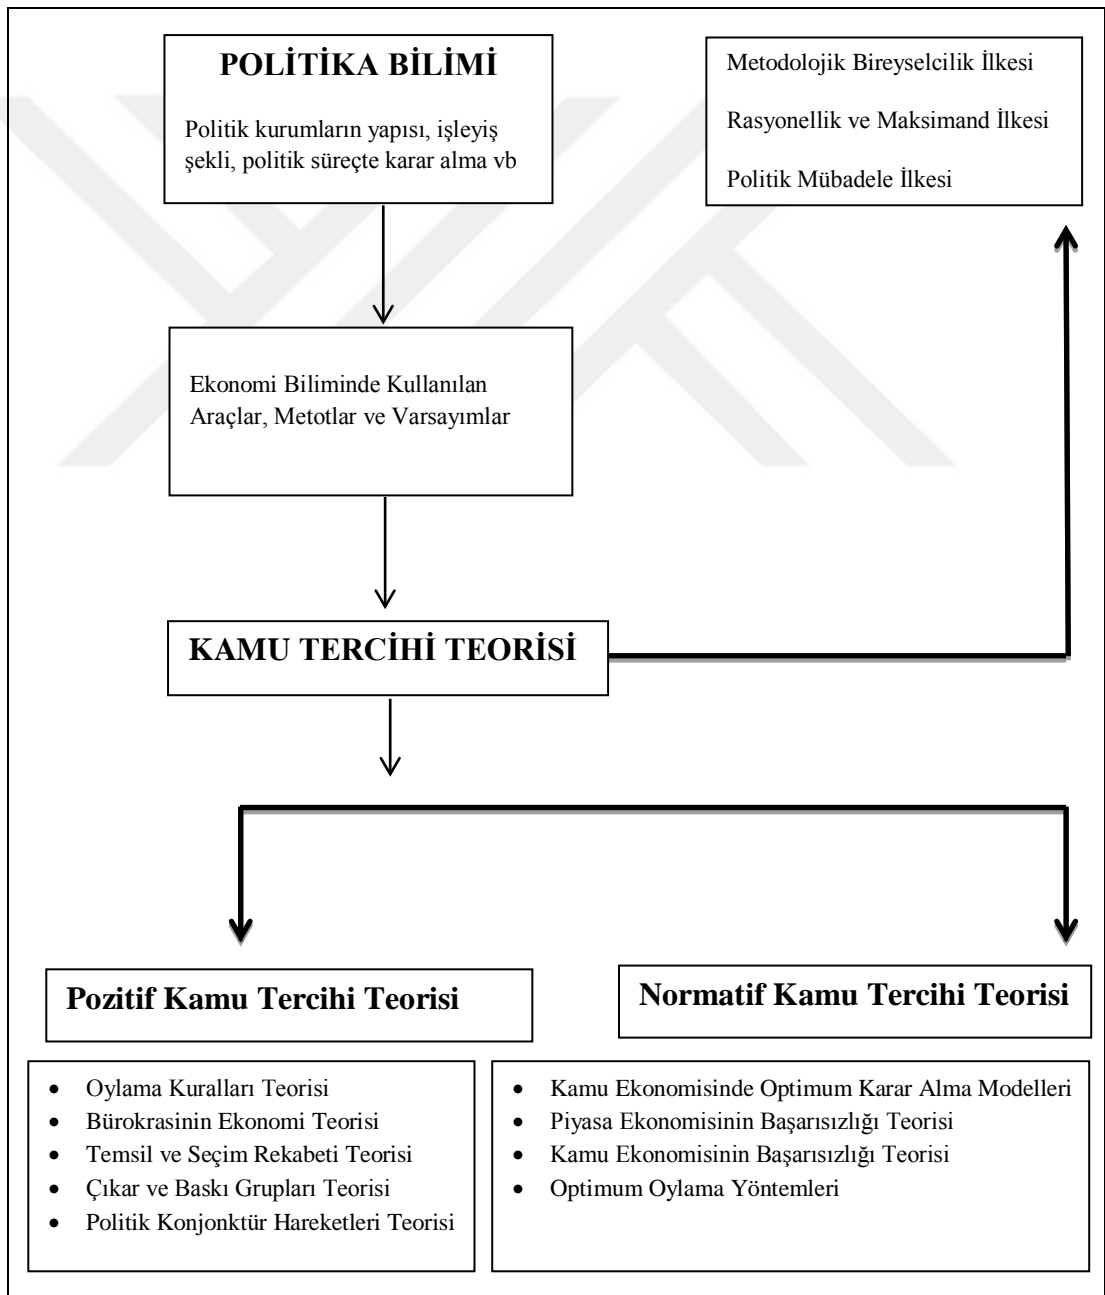 POLİTİKA BİLİMİ
Politik kurumların yapısı, işleyiş
şekli, politik süreçte karar alma vb
Metodolojik Bireyselcilik İlkesi
Rasyonellik ve Maksimand İlkesi
Politik Mübadele İlkesi
Ekonomi Biliminde Kullanılan
Araçlar, Metotlar ve Varsayımlar
KAMU TERCİHİ TEORİSİ
Pozitif Kamu Tercihi Teorisi
Normatif Kamu Tercihi Teorisi
• Oylama Kuralları Teorisi
• Bürokrasinin Ekonomi Teorisi
• Temsil ve Seçim Rekabeti Teorisi
• Çıkar ve Baskı Grupları Teorisi
• Politik Konjonktür Hareketleri Teorisi
• Kamu Ekonomisinde Optimum Karar Alma Modelleri
• Piyasa Ekonomisinin Başarısızlığı Teorisi
• Kamu Ekonomisinin Başarısızlığı Teorisi
• Optimum Oylama Yöntemleri